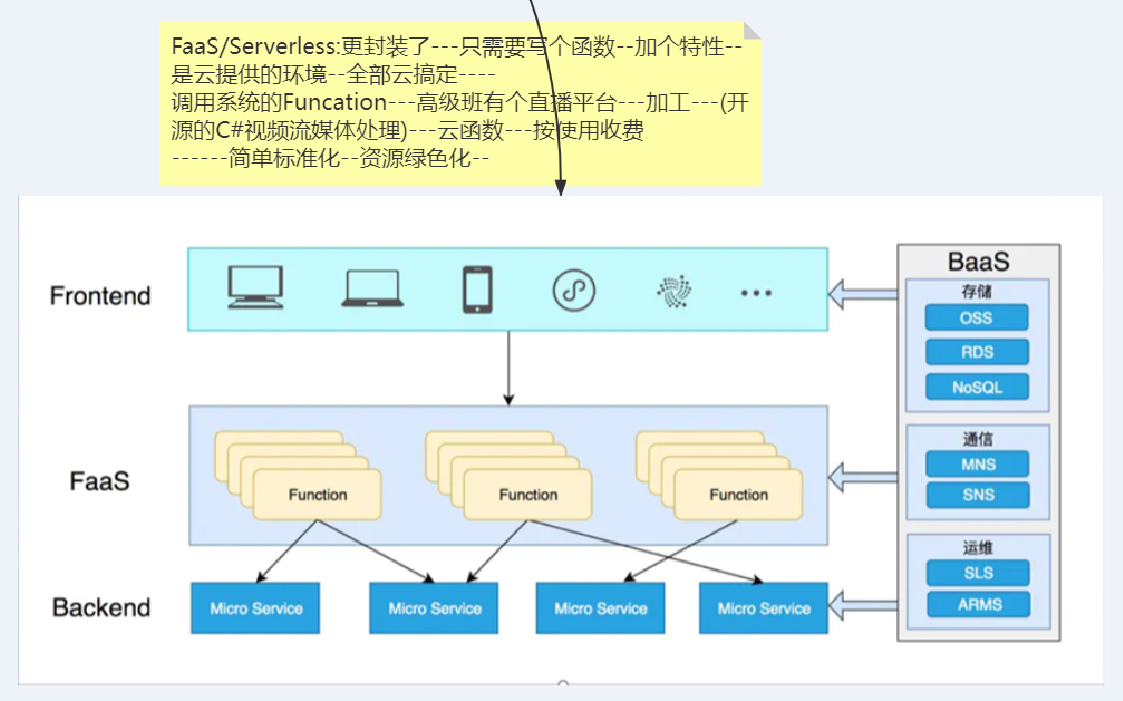 FaaS/Serverless:更封装了---只需要写个函数--加个特性--
是云提供的环境--全部云搞定----
调用系统的Funcation---高级班有个直播平台---加工---(开
源的C#视频流媒体处理)---云函数---按使用收费
------简单标准化--资源绿色化--
Frontend
BaaS
存储
OSS
RDS
NoSQL
通信
MNS
SNS
运维
SLS
ARMS
FaaS
Function
Function
Function
Backend
Micro Service
Micro Service
Micro Service
Micro Service